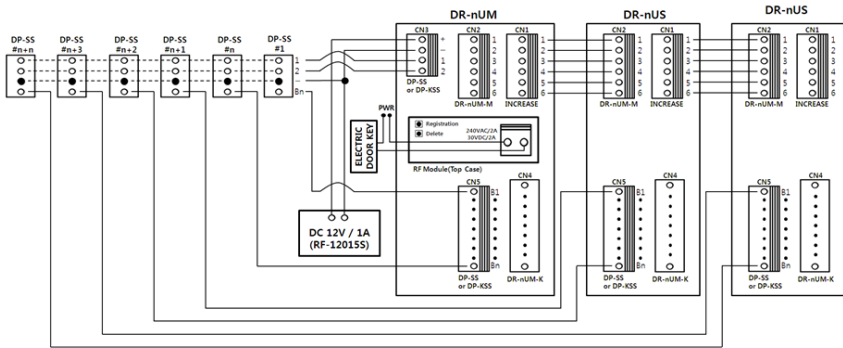 DR-nUM
DR-nUS
DR-nUS
DP-SS
#n+n
DP-SS
#n+3
DP-SS
#n+2
DP-SS
#n+1
DP-SS
#n
DP-SS
#1
1
2
−
Bn
CN3
+
−
1
2
DP-SS
or DP-KSS
CN2
1
2
3
4
5
6
DR-nUM-M
CN1
1
2
3
4
5
6
INCREASE
CN2
1
2
3
4
5
6
DR-nUM-M
CN1
1
2
3
4
5
6
INCREASE
CN2
1
2
3
4
5
6
DR-nUM-M
CN1
1
2
3
4
5
6
INCREASE
PWR
ELECTRIC
DOOR KEY
Registration
Delete
240VAC/2A
30VDC/2A
RF Module(Top Case)
DC 12V / 1A
(RF-12015S)
CN5
B1
Bn
DP-SS
or DP-KSS
CN4
DR-nUM-K
CN5
B1
Bn
DP-SS
or DP-KSS
CN4
DR-nUM-K
CN5
B1
Bn
DP-SS
or DP-KSS
CN4
DR-nUM-K